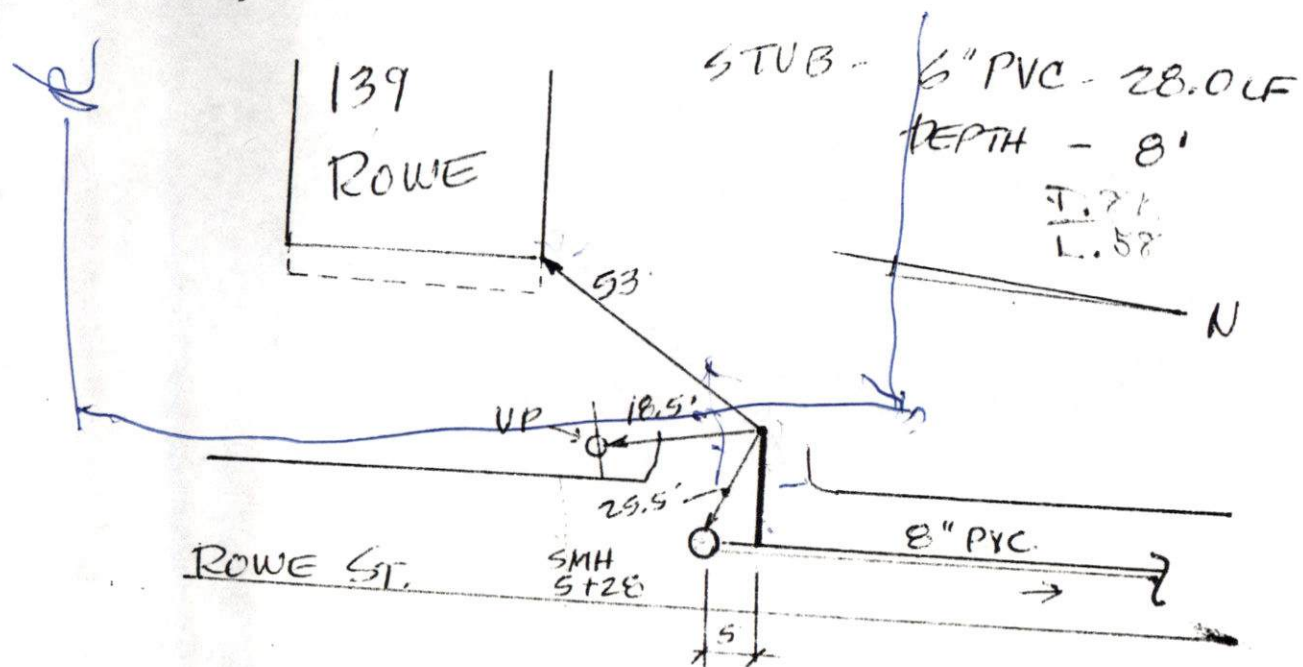 139
ROWE
STUB - 6" PVC - 28.0 LF
DEPTH - 8'
53'
N
UP
18.5'
25.5'
8" PVC
ROWE ST.
SMH
5+28
5